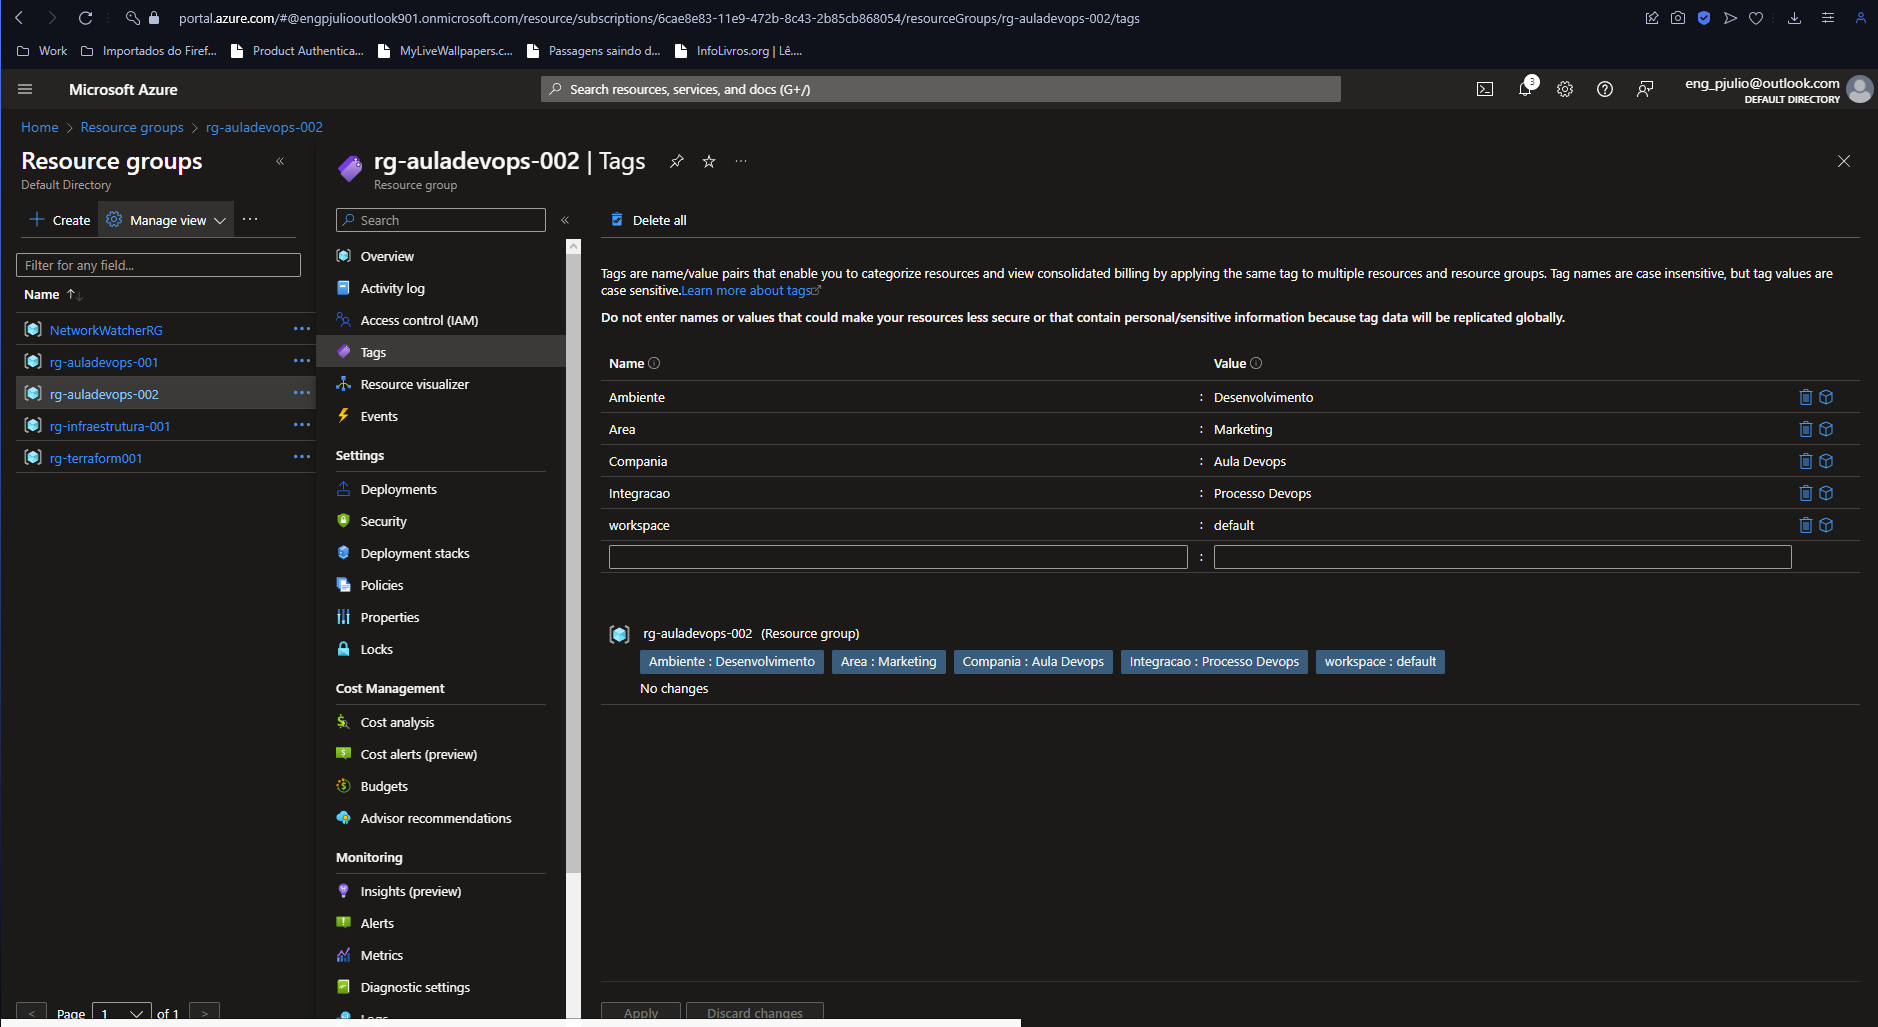 portal.azure.com/#@engpjuliooutlook901.onmicrosoft.com/resource/subscriptions/6cae8e83-11e9-472b-8c43-2b85cb868054/resourceGroups/rg-auladevops-002/tags
Work Importados do Firef... Product Authentica... MyLiveWallpapers.c... Passagens saindo d... InfoLivros.org | Lê....
Microsoft Azure
Search resources, services, and docs (G+/)
3
eng_pjulio@outlook.com
DEFAULT DIRECTORY
Home > Resource groups > rg-auladevops-002
Resource groups
Default Directory
Create Manage view ...
Filter for any field...
Name
NetworkWatcherRG
rg-auladevops-001
rg-auladevops-002
rg-infraestrutura-001
rg-terraform001
< Page 1 of 1 >
rg-auladevops-002 | Tags
Resource group
Search
Overview
Activity log
Access control (IAM)
Tags
Resource visualizer
Events
Settings
Deployments
Security
Deployment stacks
Policies
Properties
Locks
Cost Management
Cost analysis
Cost alerts (preview)
Budgets
Advisor recommendations
Monitoring
Insights (preview)
Alerts
Metrics
Diagnostic settings
Logs
Delete all
Tags are name/value pairs that enable you to categorize resources and view consolidated billing by applying the same tag to multiple resources and resource groups. Tag names are case insensitive, but tag values are
case sensitive.Learn more about tags
Do not enter names or values that could make your resources less secure or that contain personal/sensitive information because tag data will be replicated globally.
Name Value
Ambiente : Desenvolvimento
Area : Marketing
Compania : Aula Devops
Integracao : Processo Devops
workspace : default
:
rg-auladevops-002 (Resource group)
Ambiente : Desenvolvimento Area : Marketing Compania : Aula Devops Integracao : Processo Devops workspace : default
No changes
Apply Discard changes